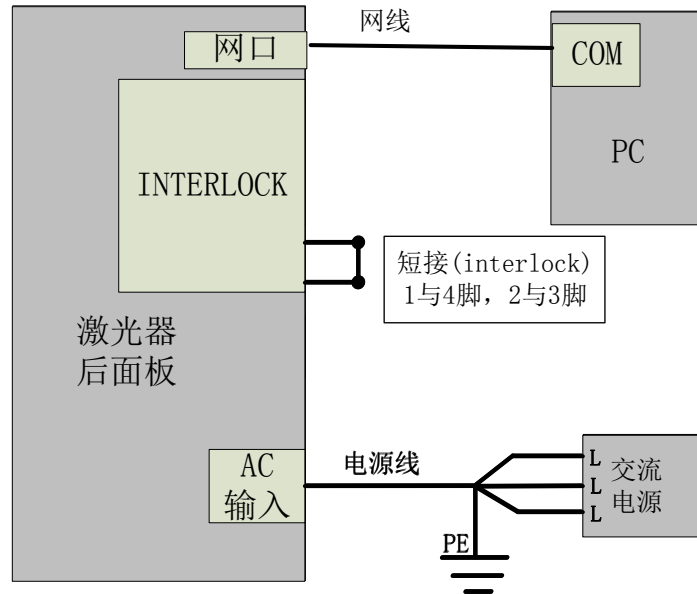 网线
网口
COM
PC
INTERLOCK
短接(interlock)
1与4脚，2与3脚
激光器
后面板
AC
输入
电源线
L
L
L
交流
电源
PE